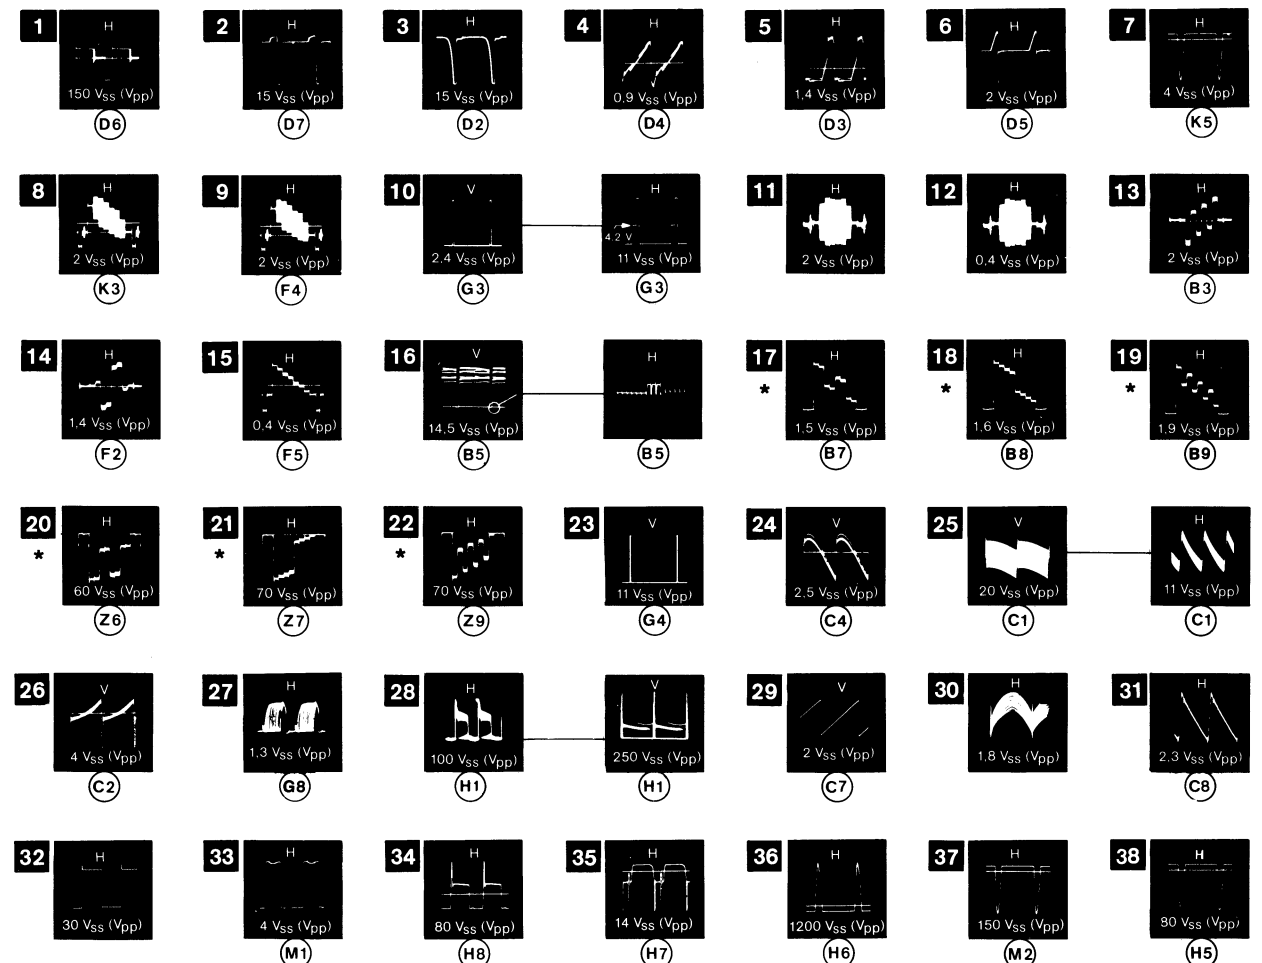 1 H 150 VSS (VPP) D6
2 H 15 VSS (VPP) D7
3 H 15 VSS (VPP) D2
4 H 0.9 VSS (VPP) D4
5 H 1,4 VSS (VPP) D3
6 H 2 VSS (VPP) D5
7 H 4 VSS (VPP) K5
8 H 2 VSS (VPP) K3
9 H 2 VSS (VPP) F4
10 V 2,4 VSS (VPP) G3
H 4.2 V 11 VSS (VPP) G3
11 H 2 VSS (VPP)
12 H 0,4 VSS (VPP)
13 H 2 VSS (VPP) B3
14 H 1,4 VSS (VPP) F2
15 H 0,4 VSS (VPP) F5
16 V 14,5 VSS (VPP) B5
H B5
17 * H 1,5 VSS (VPP) B7
18 * H 1,6 VSS (VPP) B8
19 * H 1,9 VSS (VPP) B9
20 * H 60 VSS (VPP) Z6
21 * H 70 VSS (VPP) Z7
22 * H 70 VSS (VPP) Z9
23 V 11 VSS (VPP) G4
24 V 2,5 VSS (VPP) C4
25 V 20 VSS (VPP) C1
H 11 VSS (VPP) C1
26 V 4 VSS (VPP) C2
27 H 1,3 VSS (VPP) G8
28 H 100 VSS (VPP) H1
V 250 VSS (VPP) H1
29 V 2 VSS (VPP) C7
30 H 1,8 VSS (VPP)
31 H 2,3 VSS (VPP) C8
32 H 30 VSS (VPP)
33 H 4 VSS (VPP) M1
34 H 80 VSS (VPP) H8
35 H 14 VSS (VPP) H7
36 H 1200 VSS (VPP) H6
37 H 150 VSS (VPP) M2
38 H 80 VSS (VPP) H5